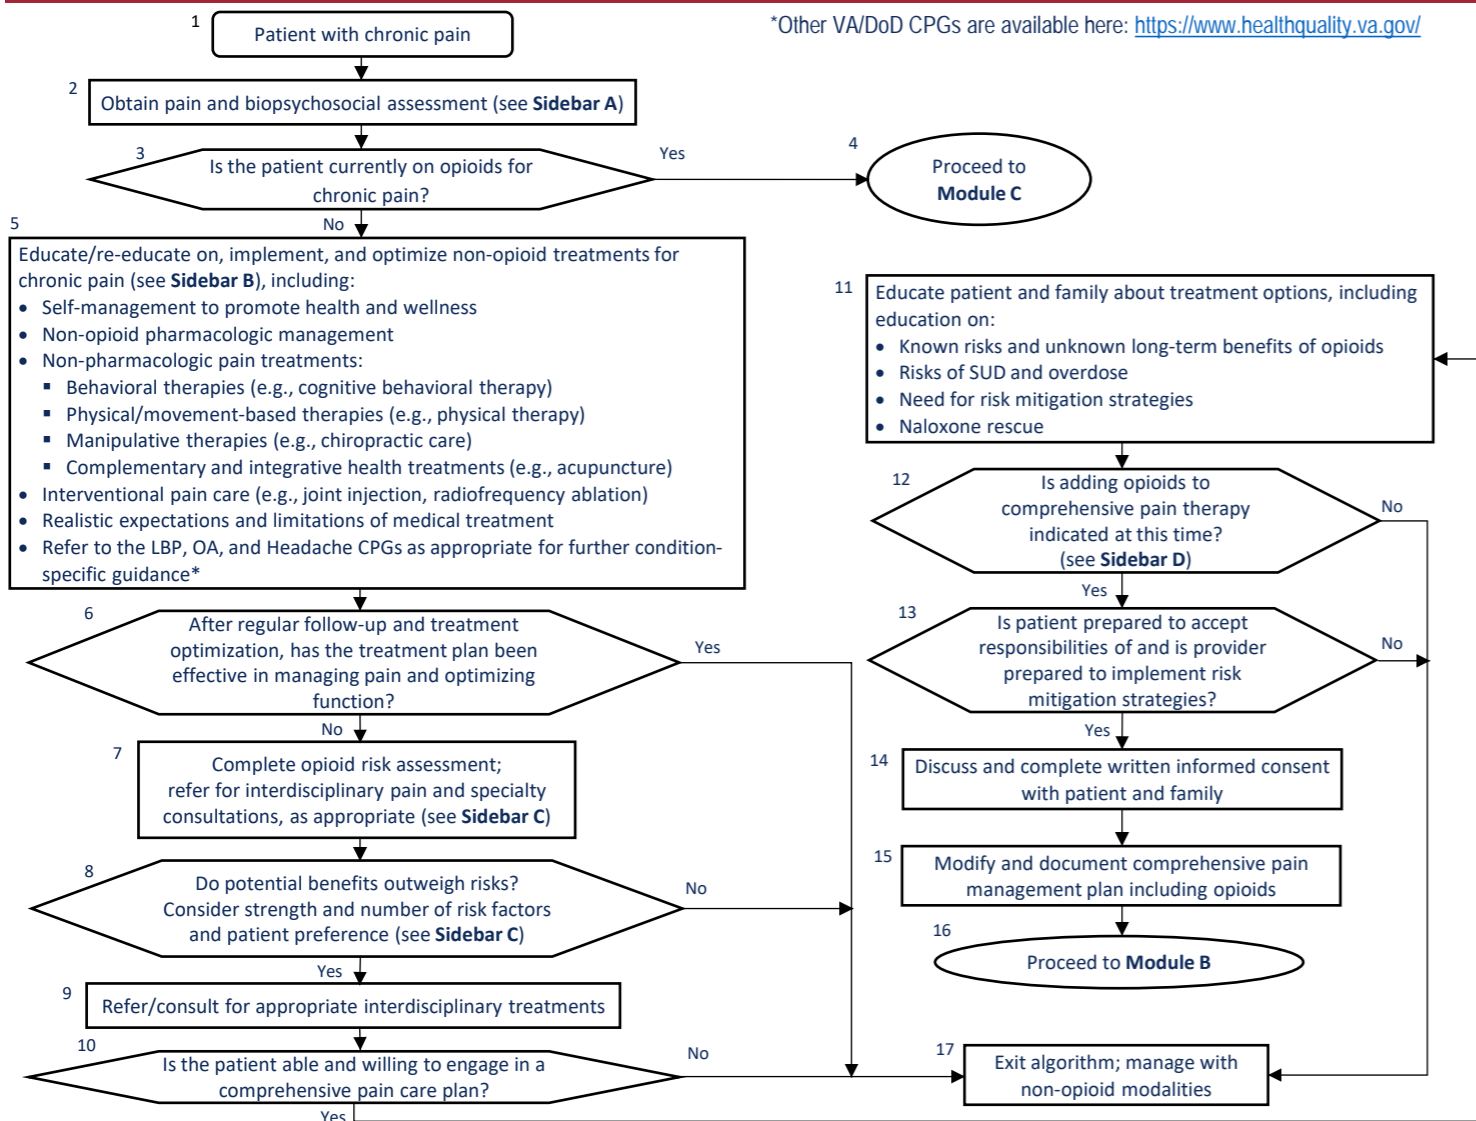 *Other VA/DoD CPGs are available here: https://www.healthquality.va.gov/
1
Patient with chronic pain
2
Obtain pain and biopsychosocial assessment (see Sidebar A)
3
Is the patient currently on opioids for
chronic pain?
Yes
No
4
Proceed to
Module C
5
Educate/re-educate on, implement, and optimize non-opioid treatments for
chronic pain (see Sidebar B), including:
• Self-management to promote health and wellness
• Non-opioid pharmacologic management
• Non-pharmacologic pain treatments:
▪ Behavioral therapies (e.g., cognitive behavioral therapy)
▪ Physical/movement-based therapies (e.g., physical therapy)
▪ Manipulative therapies (e.g., chiropractic care)
▪ Complementary and integrative health treatments (e.g., acupuncture)
• Interventional pain care (e.g., joint injection, radiofrequency ablation)
• Realistic expectations and limitations of medical treatment
• Refer to the LBP, OA, and Headache CPGs as appropriate for further condition-
specific guidance*
6
After regular follow-up and treatment
optimization, has the treatment plan been
effective in managing pain and optimizing
function?
Yes
No
7
Complete opioid risk assessment;
refer for interdisciplinary pain and specialty
consultations, as appropriate (see Sidebar C)
8
Do potential benefits outweigh risks?
Consider strength and number of risk factors
and patient preference (see Sidebar C)
No
Yes
9
Refer/consult for appropriate interdisciplinary treatments
10
Is the patient able and willing to engage in a
comprehensive pain care plan?
No
Yes
11
Educate patient and family about treatment options, including
education on:
• Known risks and unknown long-term benefits of opioids
• Risks of SUD and overdose
• Need for risk mitigation strategies
• Naloxone rescue
12
Is adding opioids to
comprehensive pain therapy
indicated at this time?
(see Sidebar D)
No
Yes
13
Is patient prepared to accept
responsibilities of and is provider
prepared to implement risk
mitigation strategies?
No
Yes
14
Discuss and complete written informed consent
with patient and family
15
Modify and document comprehensive pain
management plan including opioids
16
Proceed to Module B
17
Exit algorithm; manage with
non-opioid modalities